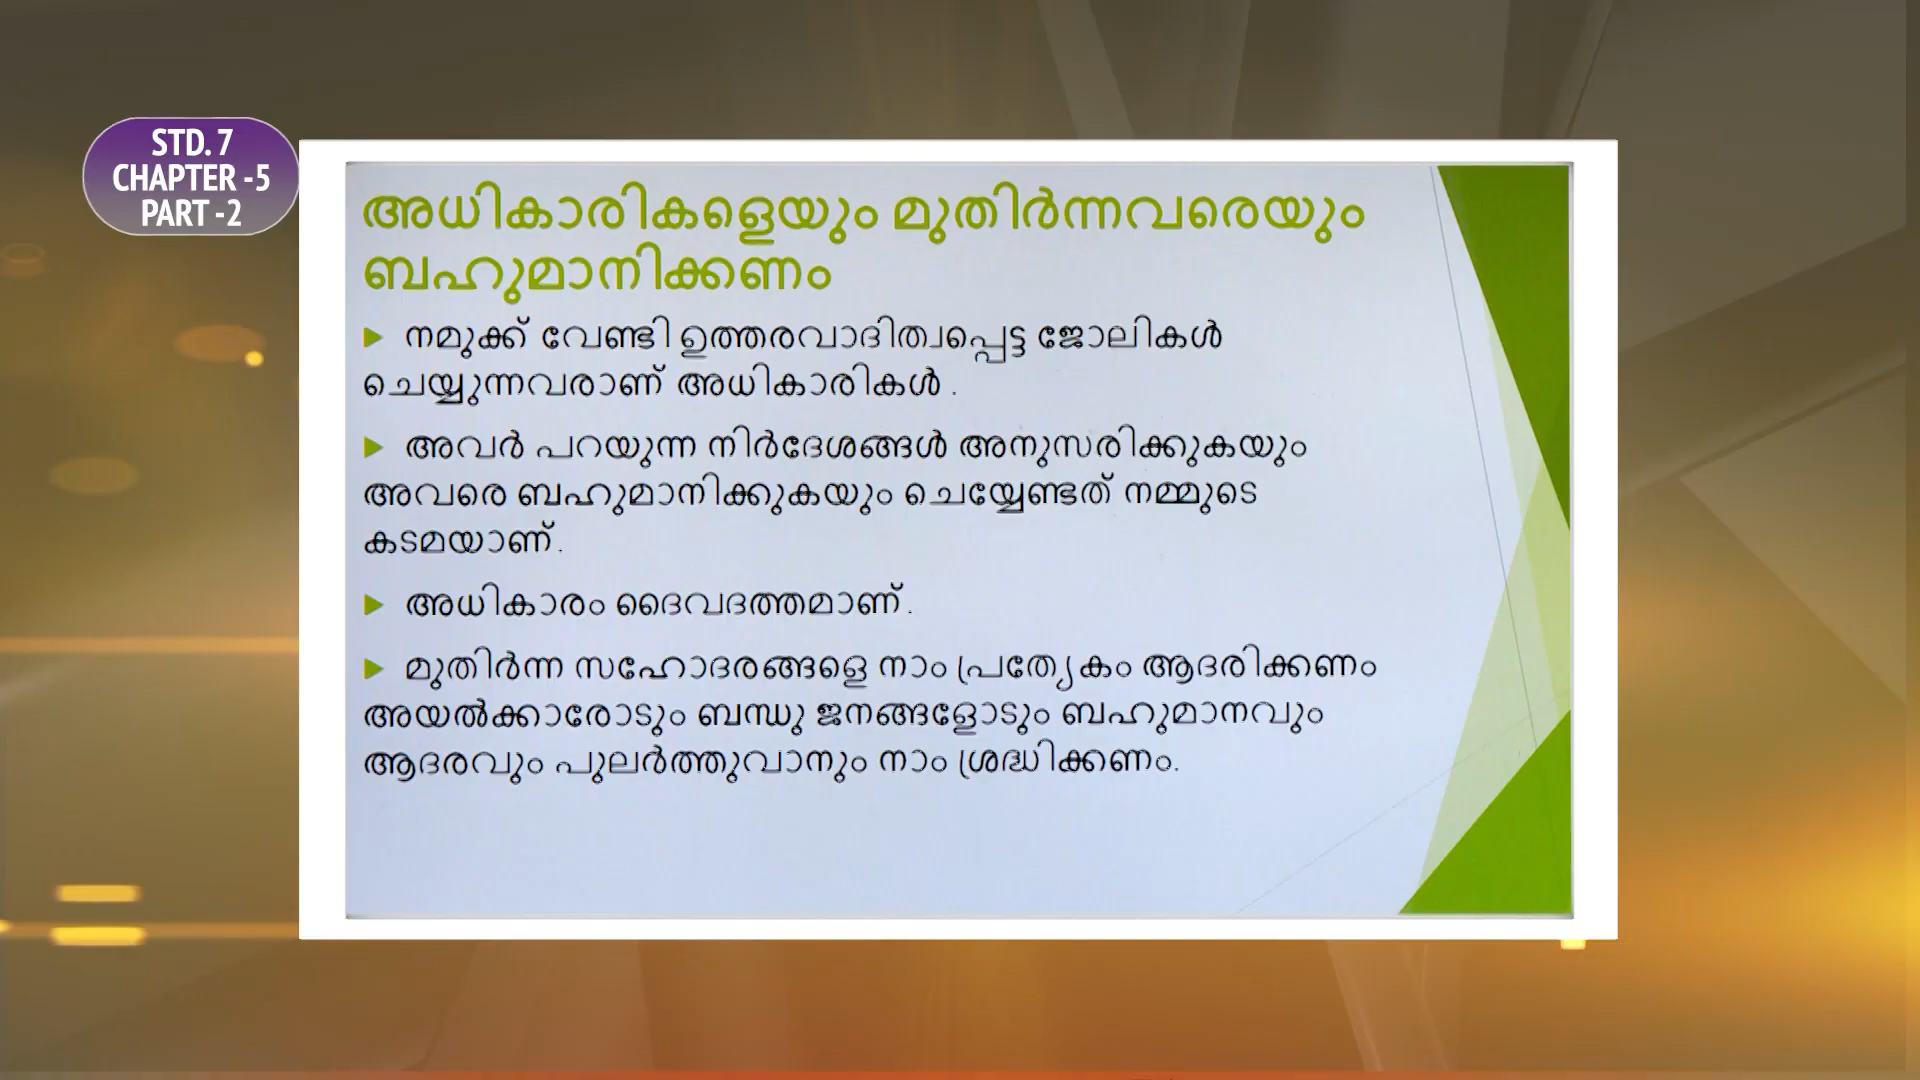 STD. 7
CHAPTER -5
PART -2
അധികാരികളെയും മുതിർന്നവരെയും
ബഹുമാനിക്കണം
നമുക്ക് വേണ്ടി ഉത്തരവാദിത്വപ്പെട്ട ജോലികൾ
ചെയ്യുന്നവരാണ് അധികാരികൾ .
അവർ പറയുന്ന നിർദേശങ്ങൾ അനുസരിക്കുകയും
അവരെ ബഹുമാനിക്കുകയും ചെയ്യേണ്ടത് നമ്മുടെ
കടമയാണ്.
അധികാരം ദൈവദത്തമാണ്.
മുതിർന്ന സഹോദരങ്ങളെ നാം പ്രത്യേകം ആദരിക്കണം
അയൽക്കാരോടും ബന്ധു ജനങ്ങളോടും ബഹുമാനവും
ആദരവും പുലർത്തുവാനും നാം ശ്രദ്ധിക്കണം.